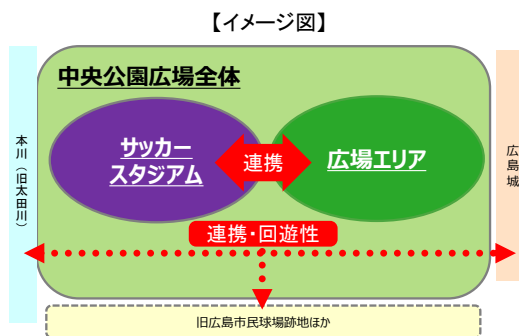 【イメージ図】
中央公園広場全体
サッカー
スタジアム
連携
広場エリア
本川（旧太田川）
広島城
連携・回遊性
旧広島市民球場跡地ほか